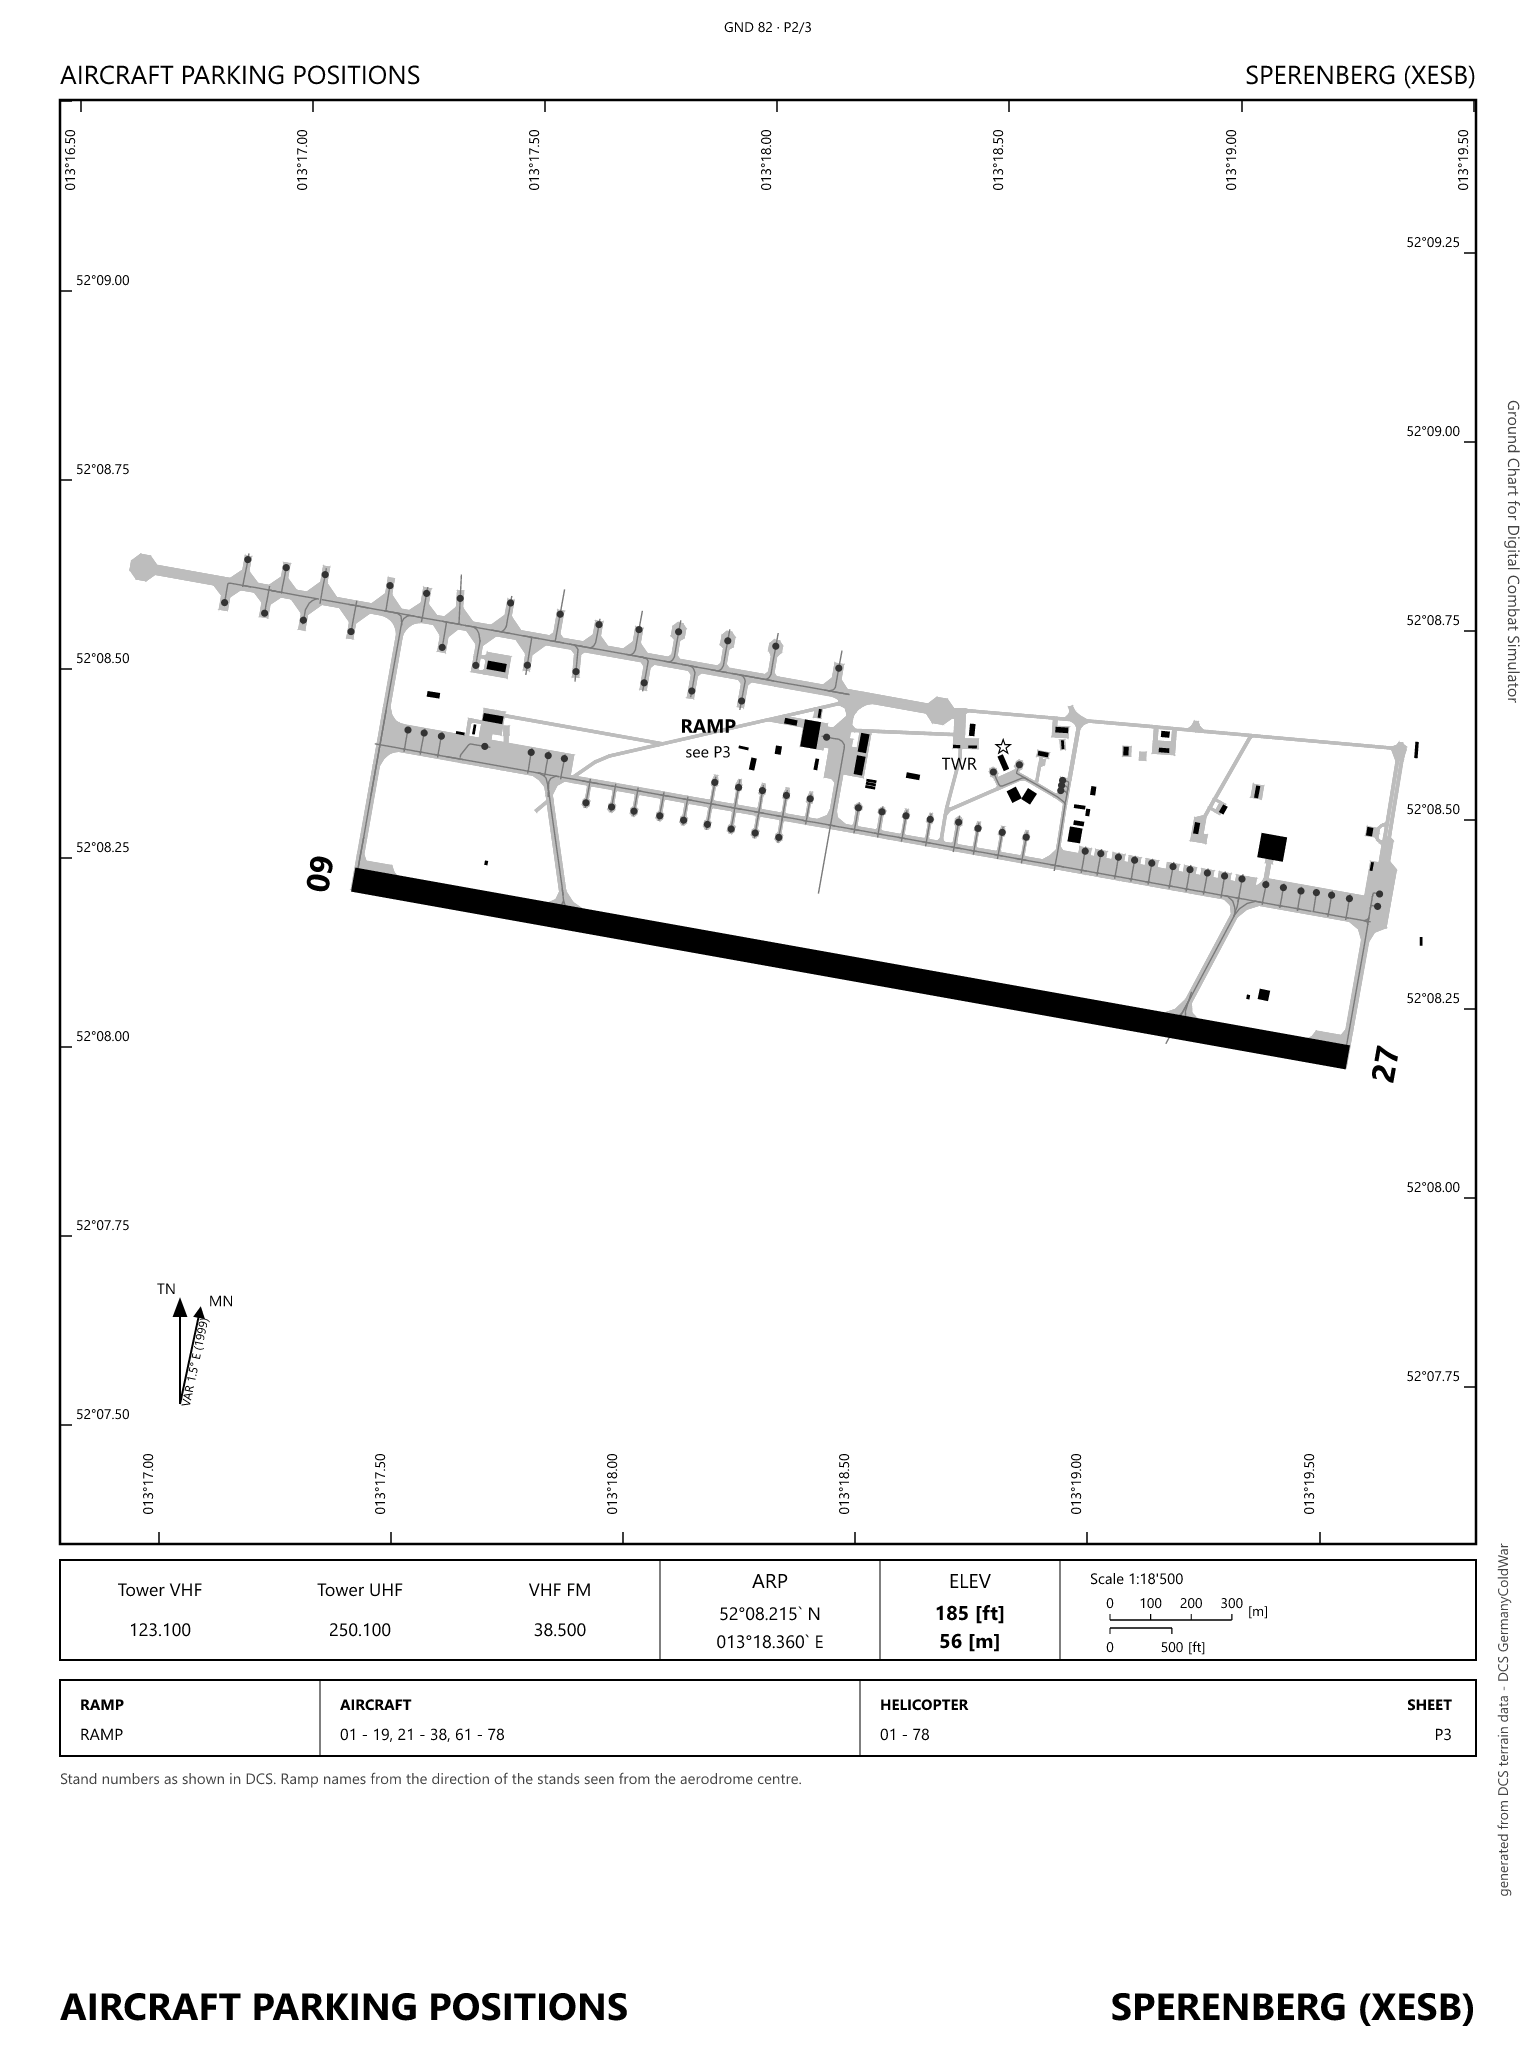 GND 82 · P2/3
AIRCRAFT PARKING POSITIONS
SPERENBERG (XESB)
013°16.50
013°17.00
013°17.50
013°18.00
013°18.50
013°19.00
013°19.50
52°09.25
52°09.00
52°09.00
52°08.75
52°08.75
52°08.50
52°08.50
52°08.25
52°08.25
52°08.00
52°08.00
52°07.75
52°07.75
52°07.50
RAMP
see P3
TWR
09
27
TN
MN
VAR 1.5° E (1999)
013°17.00
013°17.50
013°18.00
013°18.50
013°19.00
013°19.50
Ground Chart for Digital Combat Simulator
generated from DCS terrain data - DCS GermanyColdWar
Tower VHF
123.100
Tower UHF
250.100
VHF FM
38.500
ARP
52°08.215` N
013°18.360` E
ELEV
185 [ft]
56 [m]
Scale 1:18'500
0 100 200 300 [m]
0 500 [ft]
RAMP AIRCRAFT HELICOPTER SHEET
RAMP 01 - 19, 21 - 38, 61 - 78 01 - 78 P3
Stand numbers as shown in DCS. Ramp names from the direction of the stands seen from the aerodrome centre.
AIRCRAFT PARKING POSITIONS
SPERENBERG (XESB)